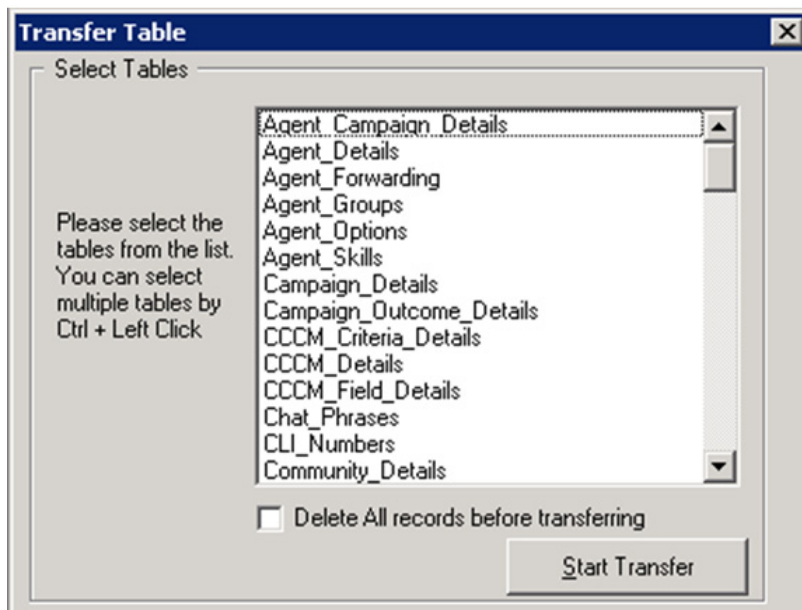 Transfer Table
Select Tables
Please select the
tables from the list.
You can select
multiple tables by
Ctrl + Left Click
Agent_Campaign_Details
Agent_Details
Agent_Forwarding
Agent_Groups
Agent_Options
Agent_Skills
Campaign_Details
Campaign_Outcome_Details
CCCM_Criteria_Details
CCCM_Details
CCCM_Field_Details
Chat_Phrases
CLI_Numbers
Community_Details
Delete All records before transferring
Start Transfer